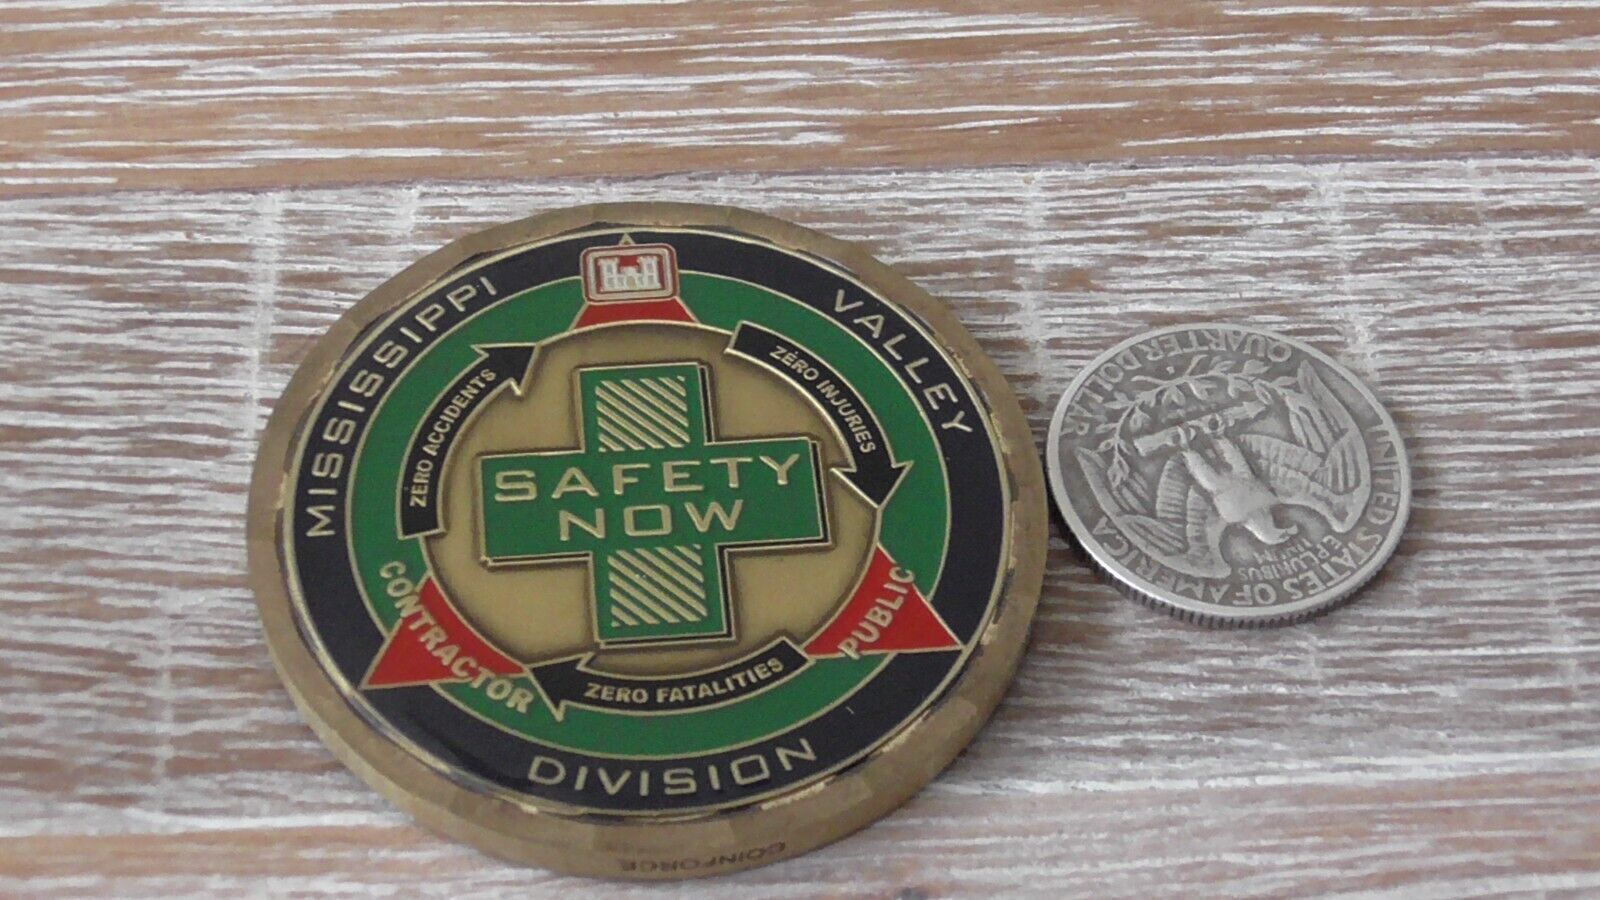 MISSISSIPPI
VALLEY
DIVISION
ZERO ACCIDENTS
ZERO INJURIES
ZERO FATALITIES
SAFETY
NOW
CONTRACTOR
PUBLIC
COINFORCE
UNITED STATES OF AMERICA
E PLURIBUS
UNUM
QUARTER DOLLAR